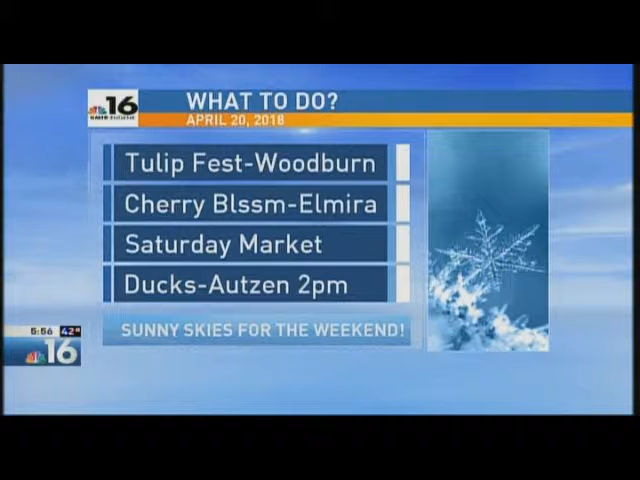 16
WHAT TO DO?
APRIL 20, 2018
Tulip Fest-Woodburn
Cherry Blssm-Elmira
Saturday Market
Ducks-Autzen 2pm
SUNNY SKIES FOR THE WEEKEND!
5:56 42°
16